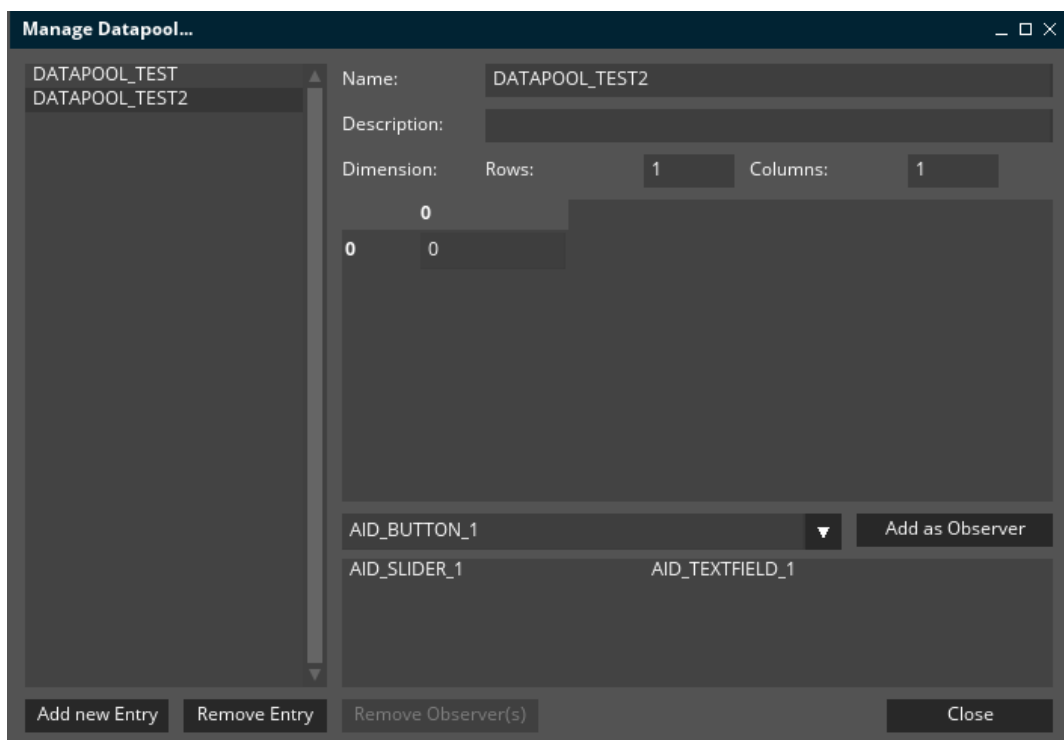 Manage Datapool...
DATAPOOL_TEST
DATAPOOL_TEST2
Name: DATAPOOL_TEST2
Description:
Dimension: Rows: 1 Columns: 1
0
0 0
AID_BUTTON_1 Add as Observer
AID_SLIDER_1 AID_TEXTFIELD_1
Add new Entry Remove Entry Remove Observer(s) Close